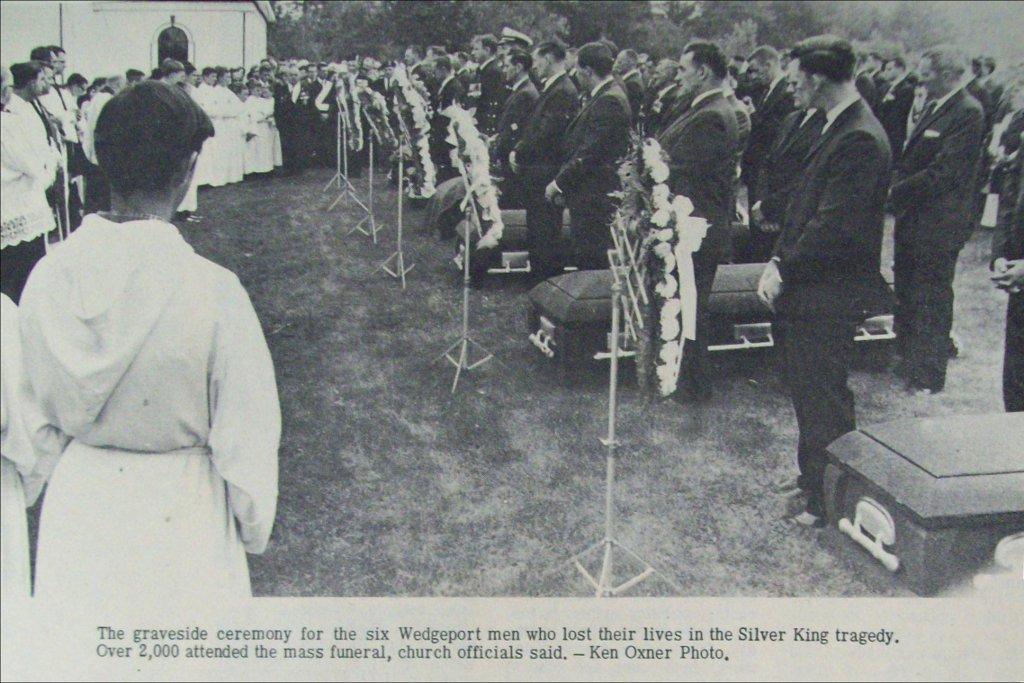 The graveside ceremony for the six Wedgeport men who lost their lives in the Silver King tragedy.
Over 2,000 attended the mass funeral, church officials said. — Ken Oxner Photo.